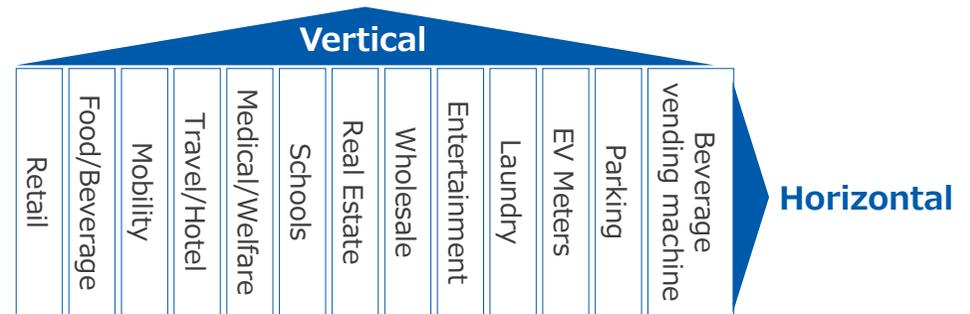 Vertical
Retail
Food/Beverage
Mobility
Travel/Hotel
Medical/Welfare
Schools
Real Estate
Wholesale
Entertainment
Laundry
EV Meters
Parking
Beverage
vending machine
Horizontal